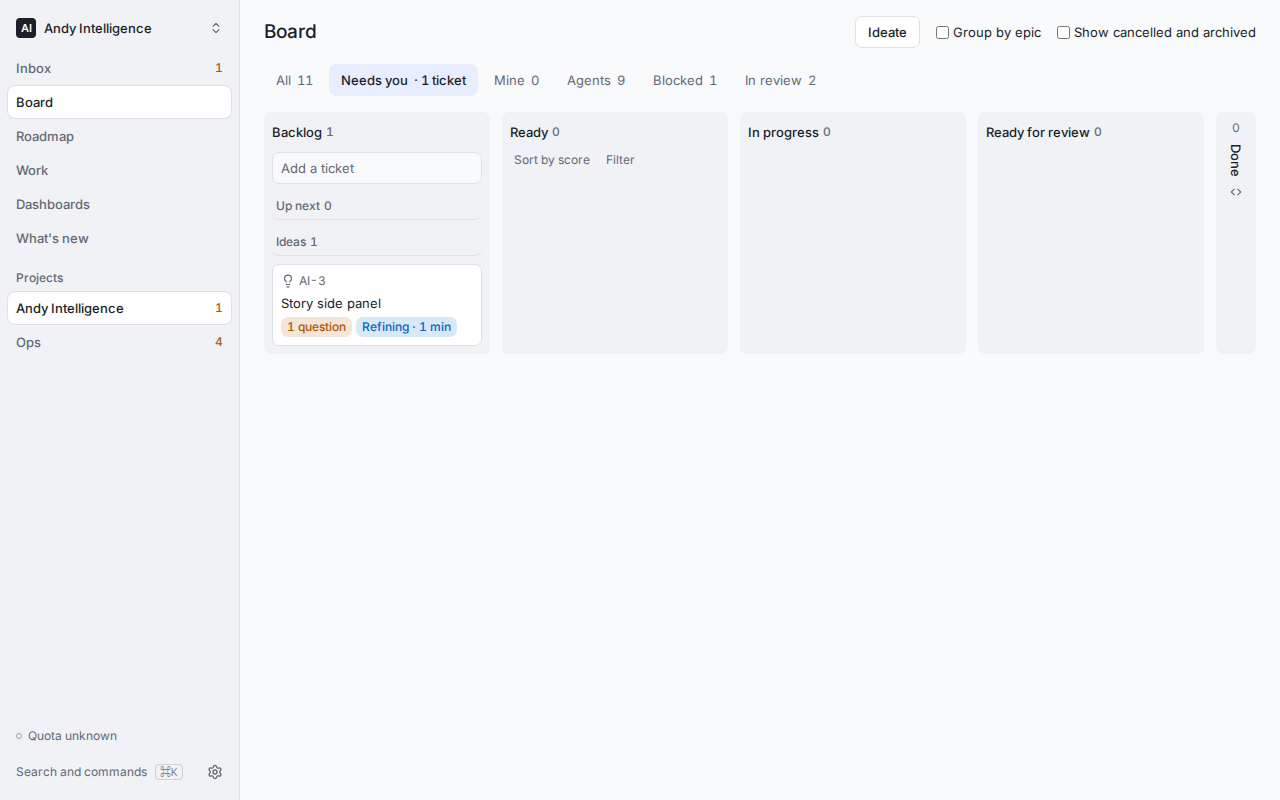 AI Andy Intelligence
Inbox 1
Board
Roadmap
Work
Dashboards
What's new
Projects
Andy Intelligence 1
Ops 4
Quota unknown
Search and commands ⌘K
Board
Ideate
Group by epic
Show cancelled and archived
All 11
Needs you · 1 ticket
Mine 0
Agents 9
Blocked 1
In review 2
Backlog 1
Add a ticket
Up next 0
Ideas 1
AI-3
Story side panel
1 question
Refining · 1 min
Ready 0
Sort by score
Filter
In progress 0
Ready for review 0
0
Done